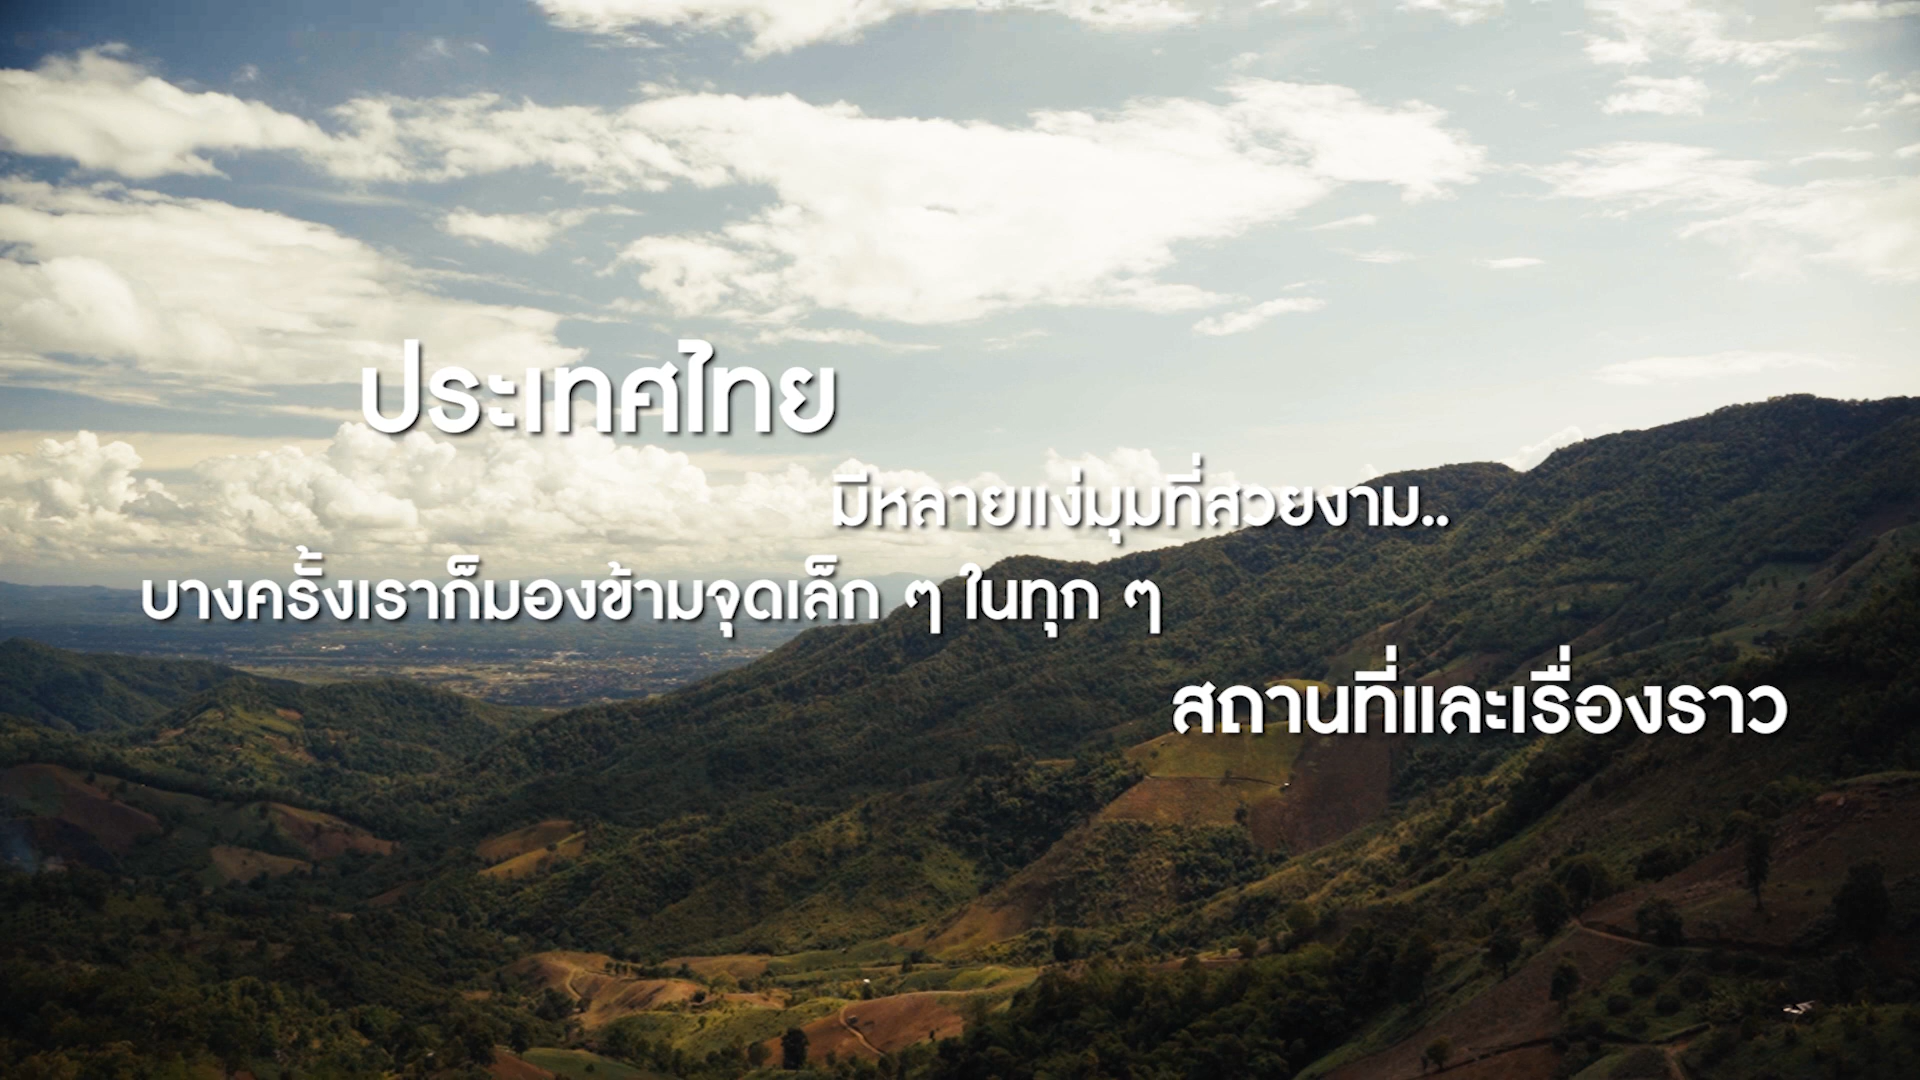 ประเทศไทย
มีหลายแง่มุมที่สวยงาม..
บางครั้งเราก็มองข้ามจุดเล็ก ๆ ในทุก ๆ
สถานที่และเรื่องราว